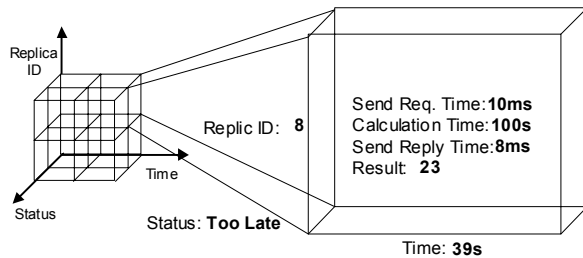 Replica
ID
Time
Status
Replic ID: 8
Send Req. Time:10ms
Calculation Time:100s
Send Reply Time:8ms
Result: 23
Status: Too Late
Time: 39s